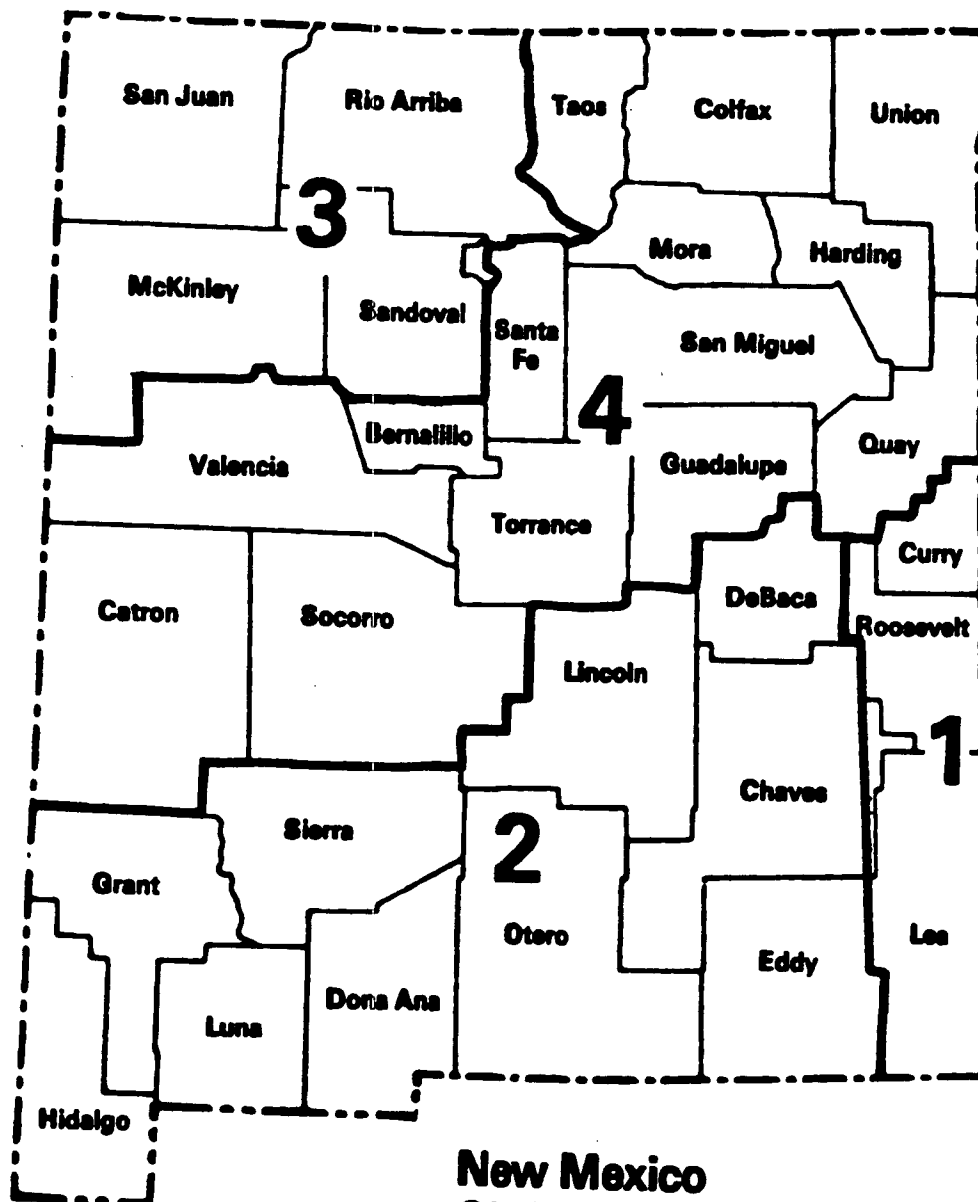 San Juan
Rio Arriba
Taos
Colfax
Union
3
Mora
Harding
McKinley
Sandoval
Santa
Fe
San Miguel
4
Bernalillo
Valencia
Guadalupe
Quay
Torrance
Curry
Catron
Socorro
DeBaca
Roosevelt
Lincoln
1
Chaves
Sierra
2
Grant
Otero
Lea
Eddy
Dona Ana
Luna
Hidalgo
New Mexico